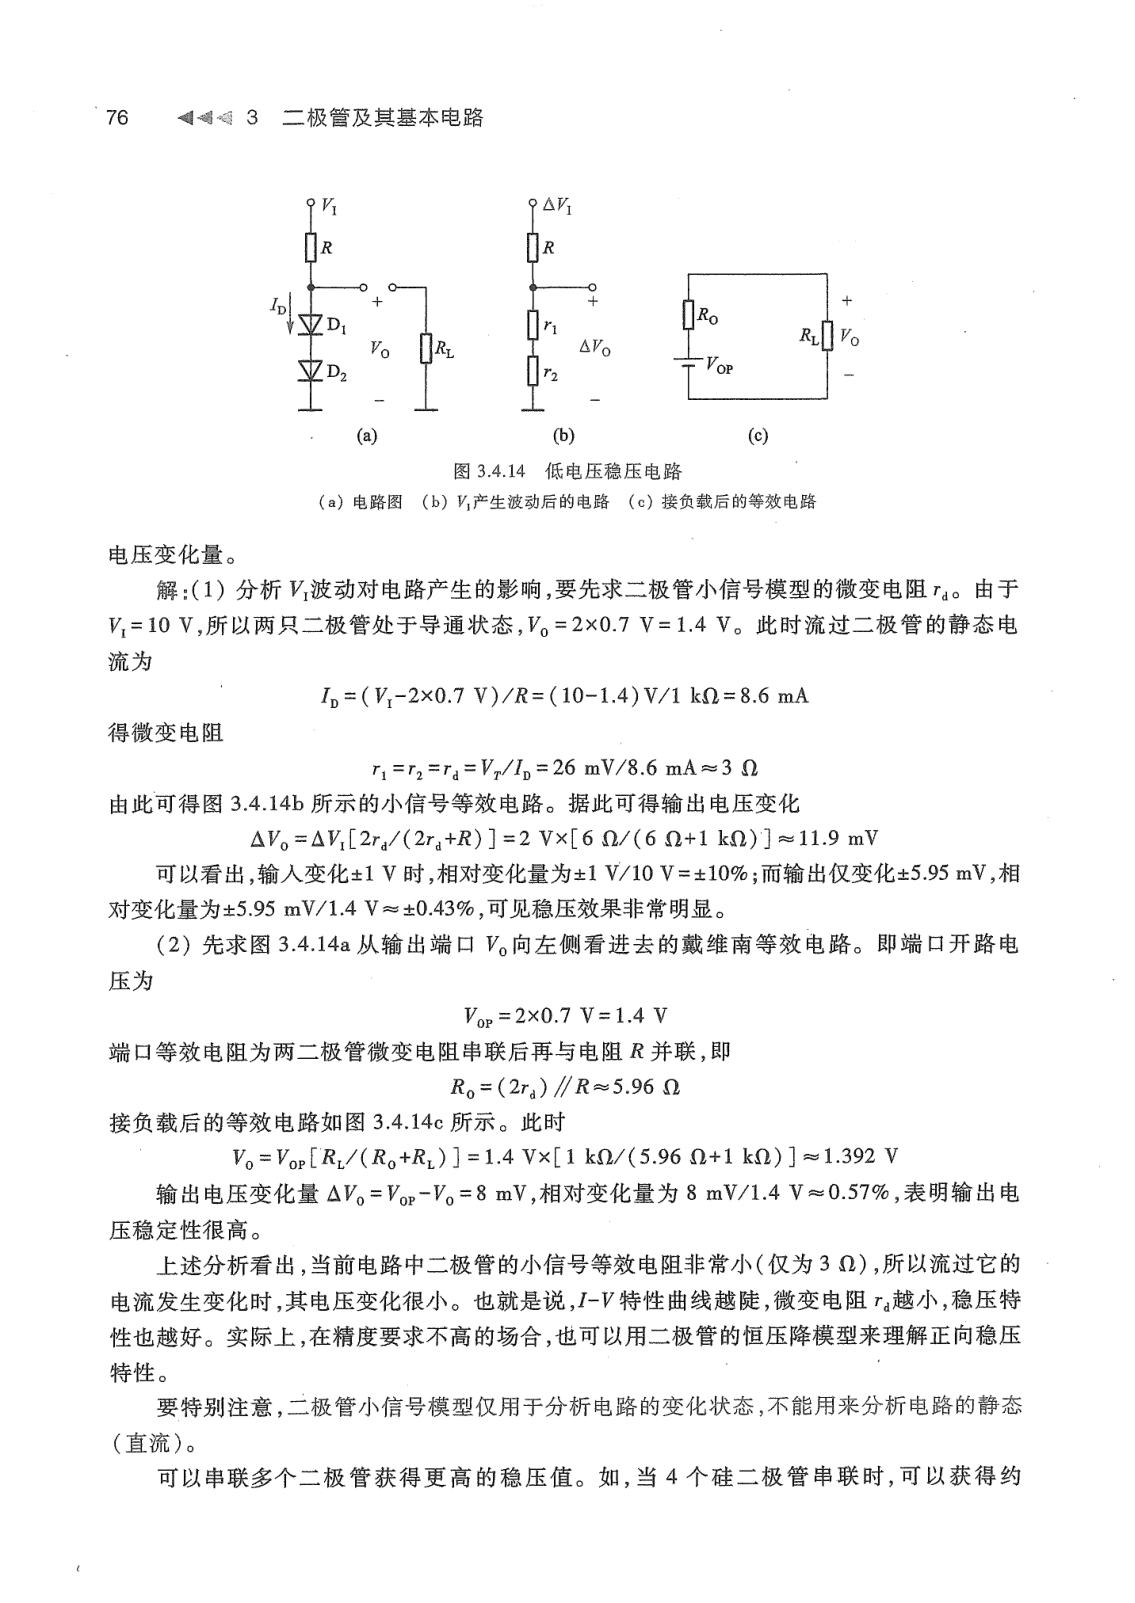 76 3 二极管及其基本电路
V_I
R
I_D
D₁
D₂
+
V_O
−
R_L
(a)
△V_I
R
r₁
r₂
+
△V_O
−
(b)
R_O
V_OP
R_L
+
V_O
−
(c)
图 3.4.14 低电压稳压电路
(a) 电路图 (b) V_I产生波动后的电路 (c) 接负载后的等效电路
电压变化量。
解:(1) 分析 V_I波动对电路产生的影响,要先求二极管小信号模型的微变电阻 r_d。由于
V_I=10 V,所以两只二极管处于导通状态,V_O=2×0.7 V=1.4 V。此时流过二极管的静态电
流为
I_D=(V_I-2×0.7 V)/R=(10-1.4)V/1 kΩ=8.6 mA
得微变电阻
r₁=r₂=r_d=V_T/I_D=26 mV/8.6 mA≈3 Ω
由此可得图 3.4.14b 所示的小信号等效电路。据此可得输出电压变化
△V_O=△V_I[2r_d/(2r_d+R)]=2 V×[6 Ω/(6 Ω+1 kΩ)]≈11.9 mV
可以看出,输入变化±1 V 时,相对变化量为±1 V/10 V=±10%;而输出仅变化±5.95 mV,相
对变化量为±5.95 mV/1.4 V≈±0.43%,可见稳压效果非常明显。
(2) 先求图 3.4.14a 从输出端口 V_O向左侧看进去的戴维南等效电路。即端口开路电
压为
V_OP=2×0.7 V=1.4 V
端口等效电阻为两二极管微变电阻串联后再与电阻 R 并联,即
R_O=(2r_d)∥R≈5.96 Ω
接负载后的等效电路如图 3.4.14c 所示。此时
V_O=V_OP[R_L/(R_O+R_L)]=1.4 V×[1 kΩ/(5.96 Ω+1 kΩ)]≈1.392 V
输出电压变化量 △V_O=V_OP-V_O=8 mV,相对变化量为 8 mV/1.4 V≈0.57%,表明输出电
压稳定性很高。
上述分析看出,当前电路中二极管的小信号等效电阻非常小(仅为 3 Ω),所以流过它的
电流发生变化时,其电压变化很小。也就是说,I-V 特性曲线越陡,微变电阻 r_d越小,稳压特
性也越好。实际上,在精度要求不高的场合,也可以用二极管的恒压降模型来理解正向稳压
特性。
要特别注意,二极管小信号模型仅用于分析电路的变化状态,不能用来分析电路的静态
(直流)。
可以串联多个二极管获得更高的稳压值。如,当 4 个硅二极管串联时,可以获得约